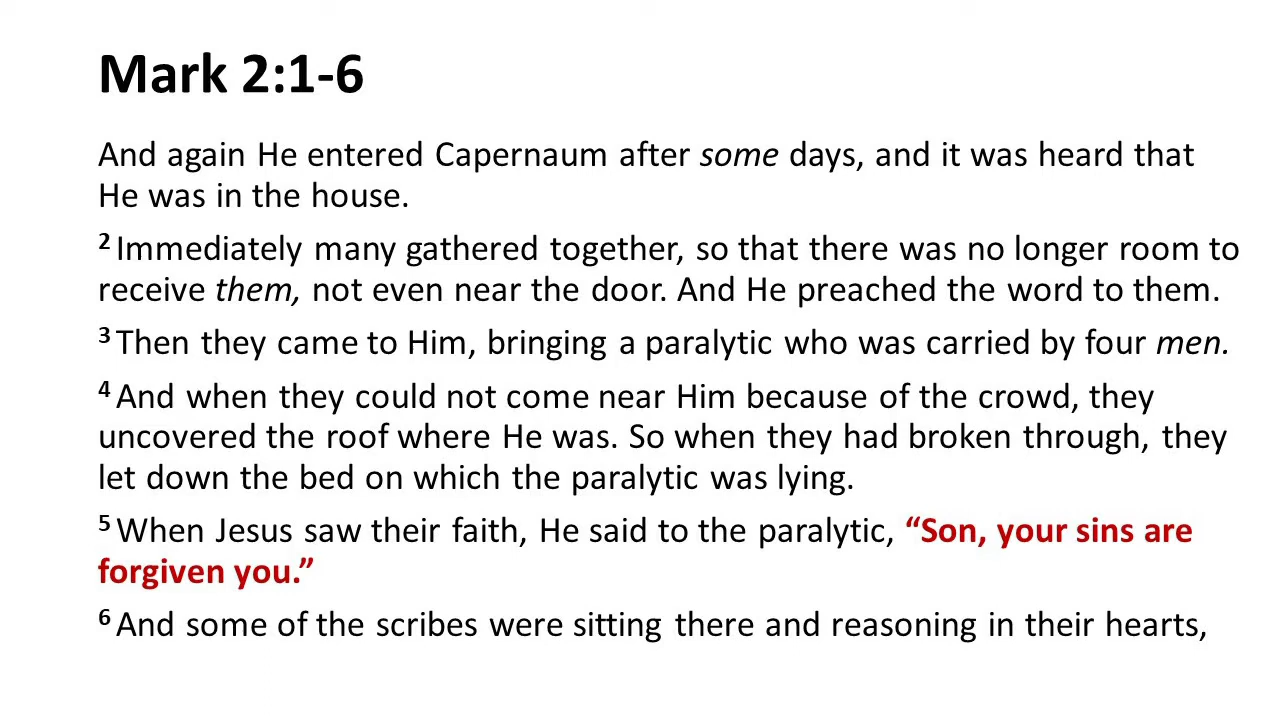 Mark 2:1-6
And again He entered Capernaum after some days, and it was heard that
He was in the house.
2 Immediately many gathered together, so that there was no longer room to
receive them, not even near the door. And He preached the word to them.
3 Then they came to Him, bringing a paralytic who was carried by four men.
4 And when they could not come near Him because of the crowd, they
uncovered the roof where He was. So when they had broken through, they
let down the bed on which the paralytic was lying.
5 When Jesus saw their faith, He said to the paralytic, “Son, your sins are
forgiven you.”
6 And some of the scribes were sitting there and reasoning in their hearts,